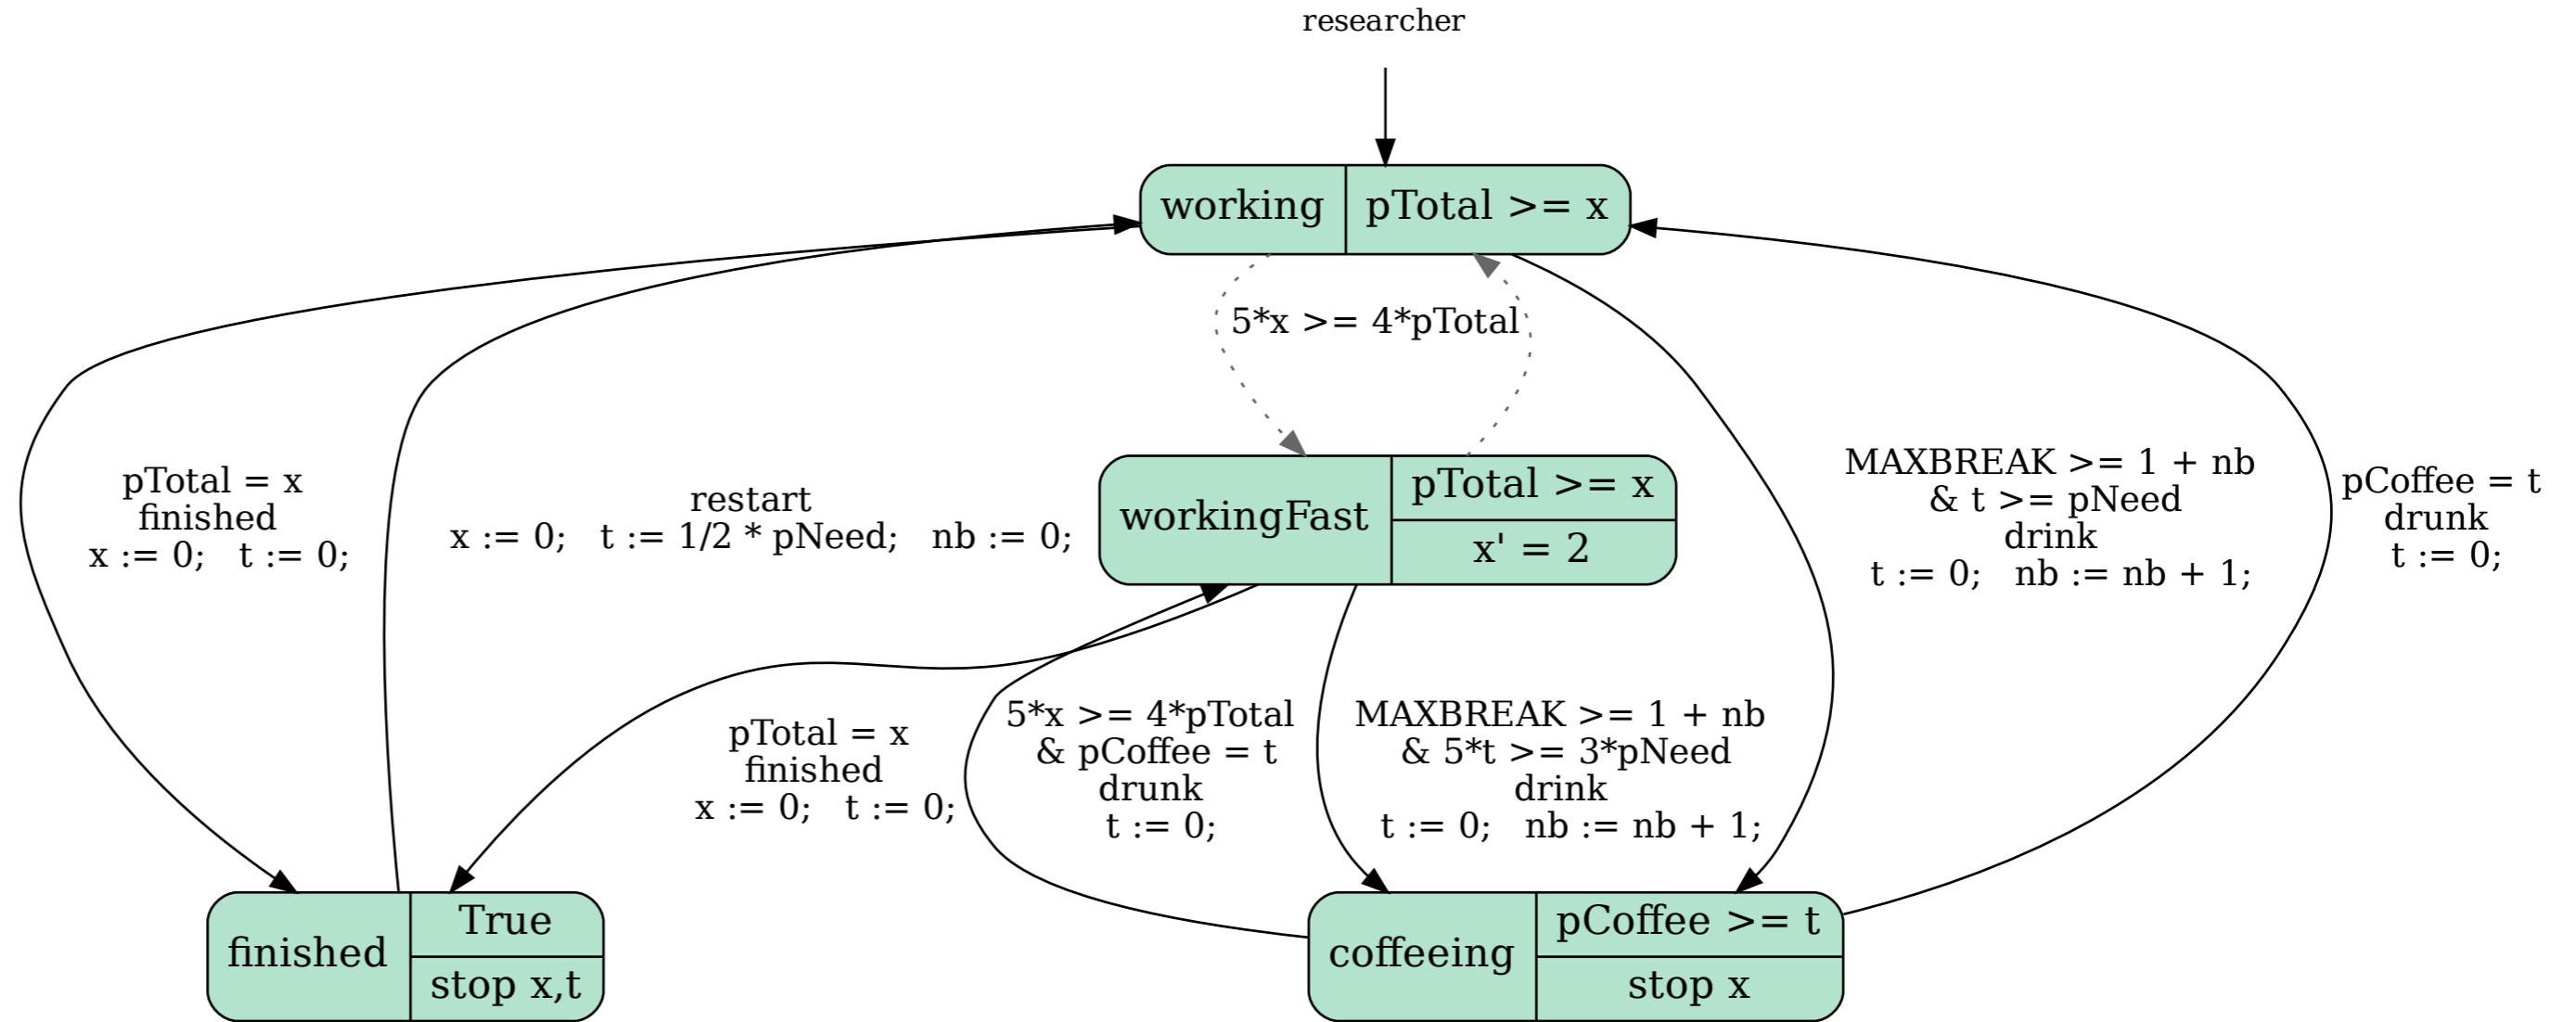 researcher
working
pTotal >= x
5*x >= 4*pTotal
pTotal = x
finished
x := 0;   t := 0;
restart
x := 0;   t := 1/2 * pNeed;   nb := 0;
workingFast
pTotal >= x
x' = 2
MAXBREAK >= 1 + nb
& t >= pNeed
drink
t := 0;   nb := nb + 1;
pCoffee = t
drunk
t := 0;
pTotal = x
finished
x := 0;   t := 0;
5*x >= 4*pTotal
& pCoffee = t
drunk
t := 0;
MAXBREAK >= 1 + nb
& 5*t >= 3*pNeed
drink
t := 0;   nb := nb + 1;
finished
True
stop x,t
coffeeing
pCoffee >= t
stop x